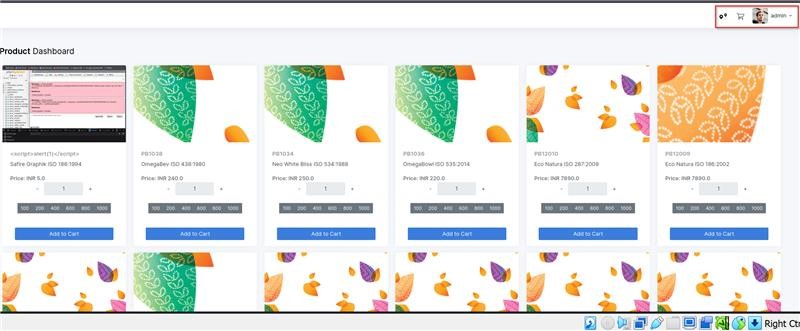 admin
Product Dashboard
<script>alert(1)</script>
Safire Graphik ISO 186:1994
Price: INR 5.0
- 1 +
100 200 400 600 800 1000
Add to Cart
PB1038
OmegaBev ISO 438:1980
Price: INR 240.0
- 1 +
100 200 400 600 800 1000
Add to Cart
PB1034
Neo White Bliss ISO 534:1988
Price: INR 250.0
- 1 +
100 200 400 600 800 1000
Add to Cart
PB1036
OmegaBowl ISO 535:2014
Price: INR 220.0
- 1 +
100 200 400 600 800 1000
Add to Cart
PB12010
Eco Natura ISO 287:2009
Price: INR 7890.0
- 1 +
100 200 400 600 800 1000
Add to Cart
PB12009
Eco Natura ISO 186:2002
Price: INR 7890.0
- 1 +
100 200 400 600 800 1000
Add to Cart
Right Ct